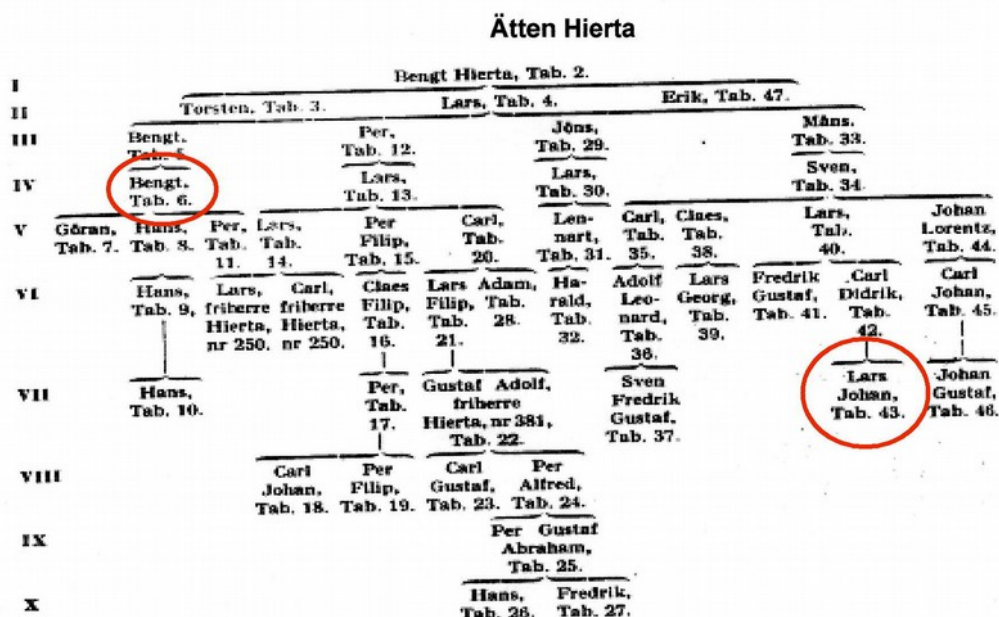 Ätten Hierta
I
Bengt Hierta, Tab. 2.
II
Torsten, Tab. 3. Lars, Tab. 4. Erik, Tab. 47.
III
Bengt, Per, Jöns, Måns.
Tab. 5. Tab. 12. Tab. 29. Tab. 33.
IV
Bengt. Lars, Lars, Sven,
Tab. 6. Tab. 13. Tab. 30. Tab. 34.
V
Göran, Hans, Per, Lars, Per Carl, Len- Carl, Claes, Lars, Johan
Tab. 7. Tab. 8. Tab. Tab. Filip, Tab. nart, Tab. Tab. Tab. Lorentz,
11. 14. Tab. 15. 20. Tab. 31. 35. 38. 40. Tab. 44.
VI
Hans, Lars, Carl, Claes Lars Adam, Ha- Adolf Lars Fredrik Carl Carl
Tab. 9, friherre friherre Filip, Filip, Tab. rald, Leo- Georg, Gustaf, Didrik, Johan,
Hierta, Hierta, Tab. Tab. 28. Tab. nard, Tab. Tab. 41. Tab. Tab. 45.
nr 250. nr 250. 16. 21. 32. Tab. 39. 42.
36.
VII
Hans, Per, Gustaf Adolf, Sven Lars Johan
Tab. 10. Tab. friherre Fredrik Johan, Gustaf,
17. Hierta, nr 381, Gustaf, Tab. 43. Tab. 46.
Tab. 22. Tab. 37.
VIII
Carl Per Carl Per
Johan, Filip, Gustaf, Alfred,
Tab. 18. Tab. 19. Tab. 23. Tab. 24.
IX
Per Gustaf
Abraham,
Tab. 25.
X
Hans, Fredrik,
Tab. 26. Tab. 27.